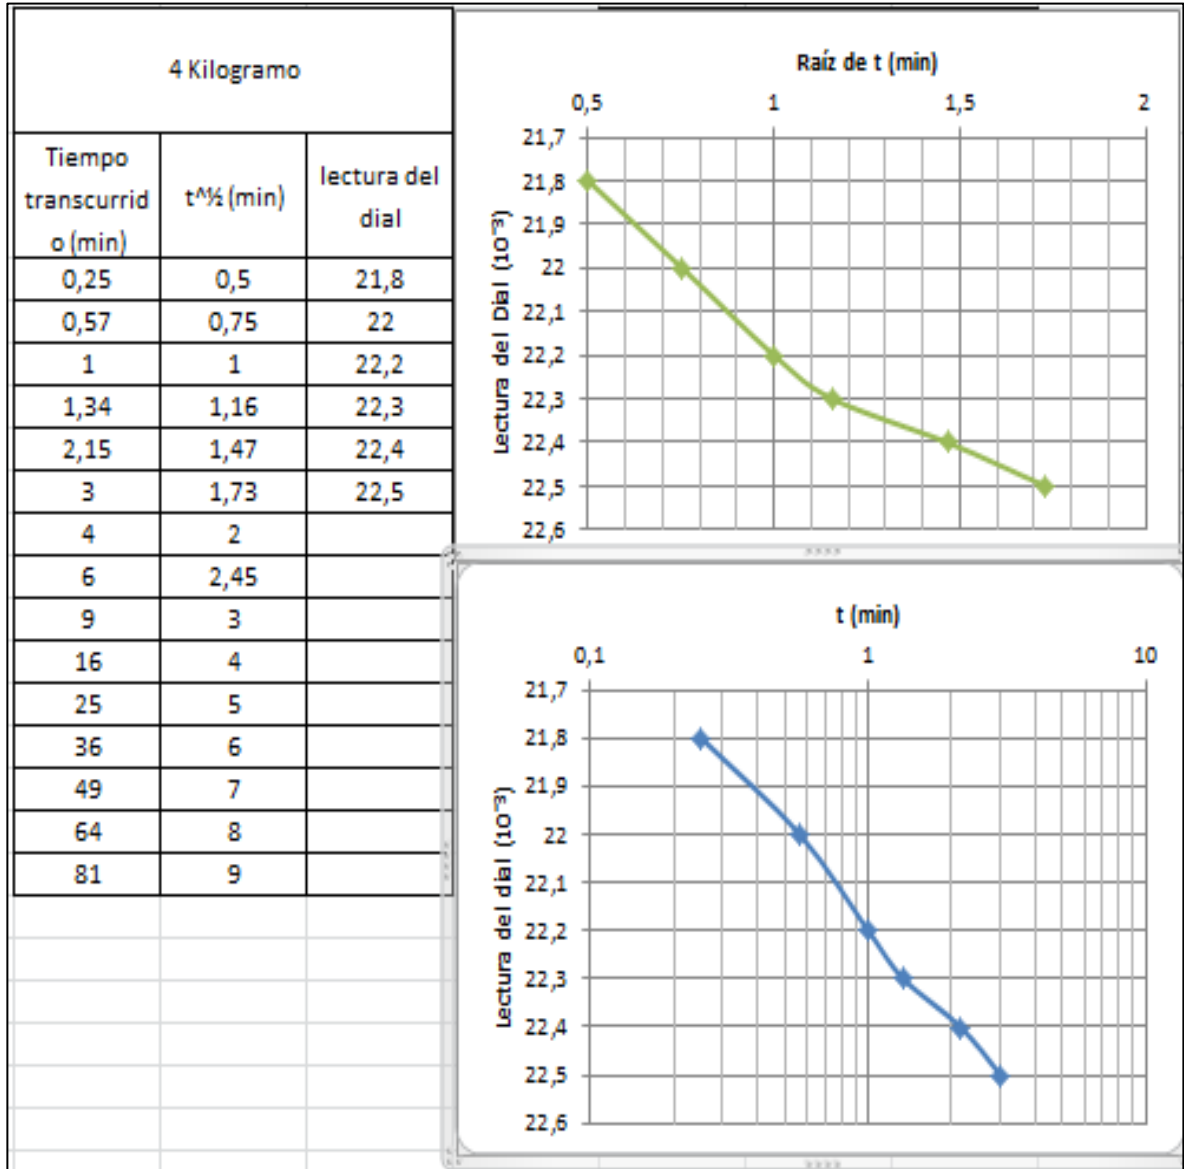 4 Kilogramo
Tiempo
transcurrid
o (min)
t^½ (min)
lectura del
dial
0,25 0,5 21,8
0,57 0,75 22
1 1 22,2
1,34 1,16 22,3
2,15 1,47 22,4
3 1,73 22,5
4 2
6 2,45
9 3
16 4
25 5
36 6
49 7
64 8
81 9
Raíz de t (min)
0,5 1 1,5 2
Lectura del Dial (10⁻³)
21,7
21,8
21,9
22
22,1
22,2
22,3
22,4
22,5
22,6
t (min)
0,1 1 10
Lectura del dial (10⁻³)
21,7
21,8
21,9
22
22,1
22,2
22,3
22,4
22,5
22,6